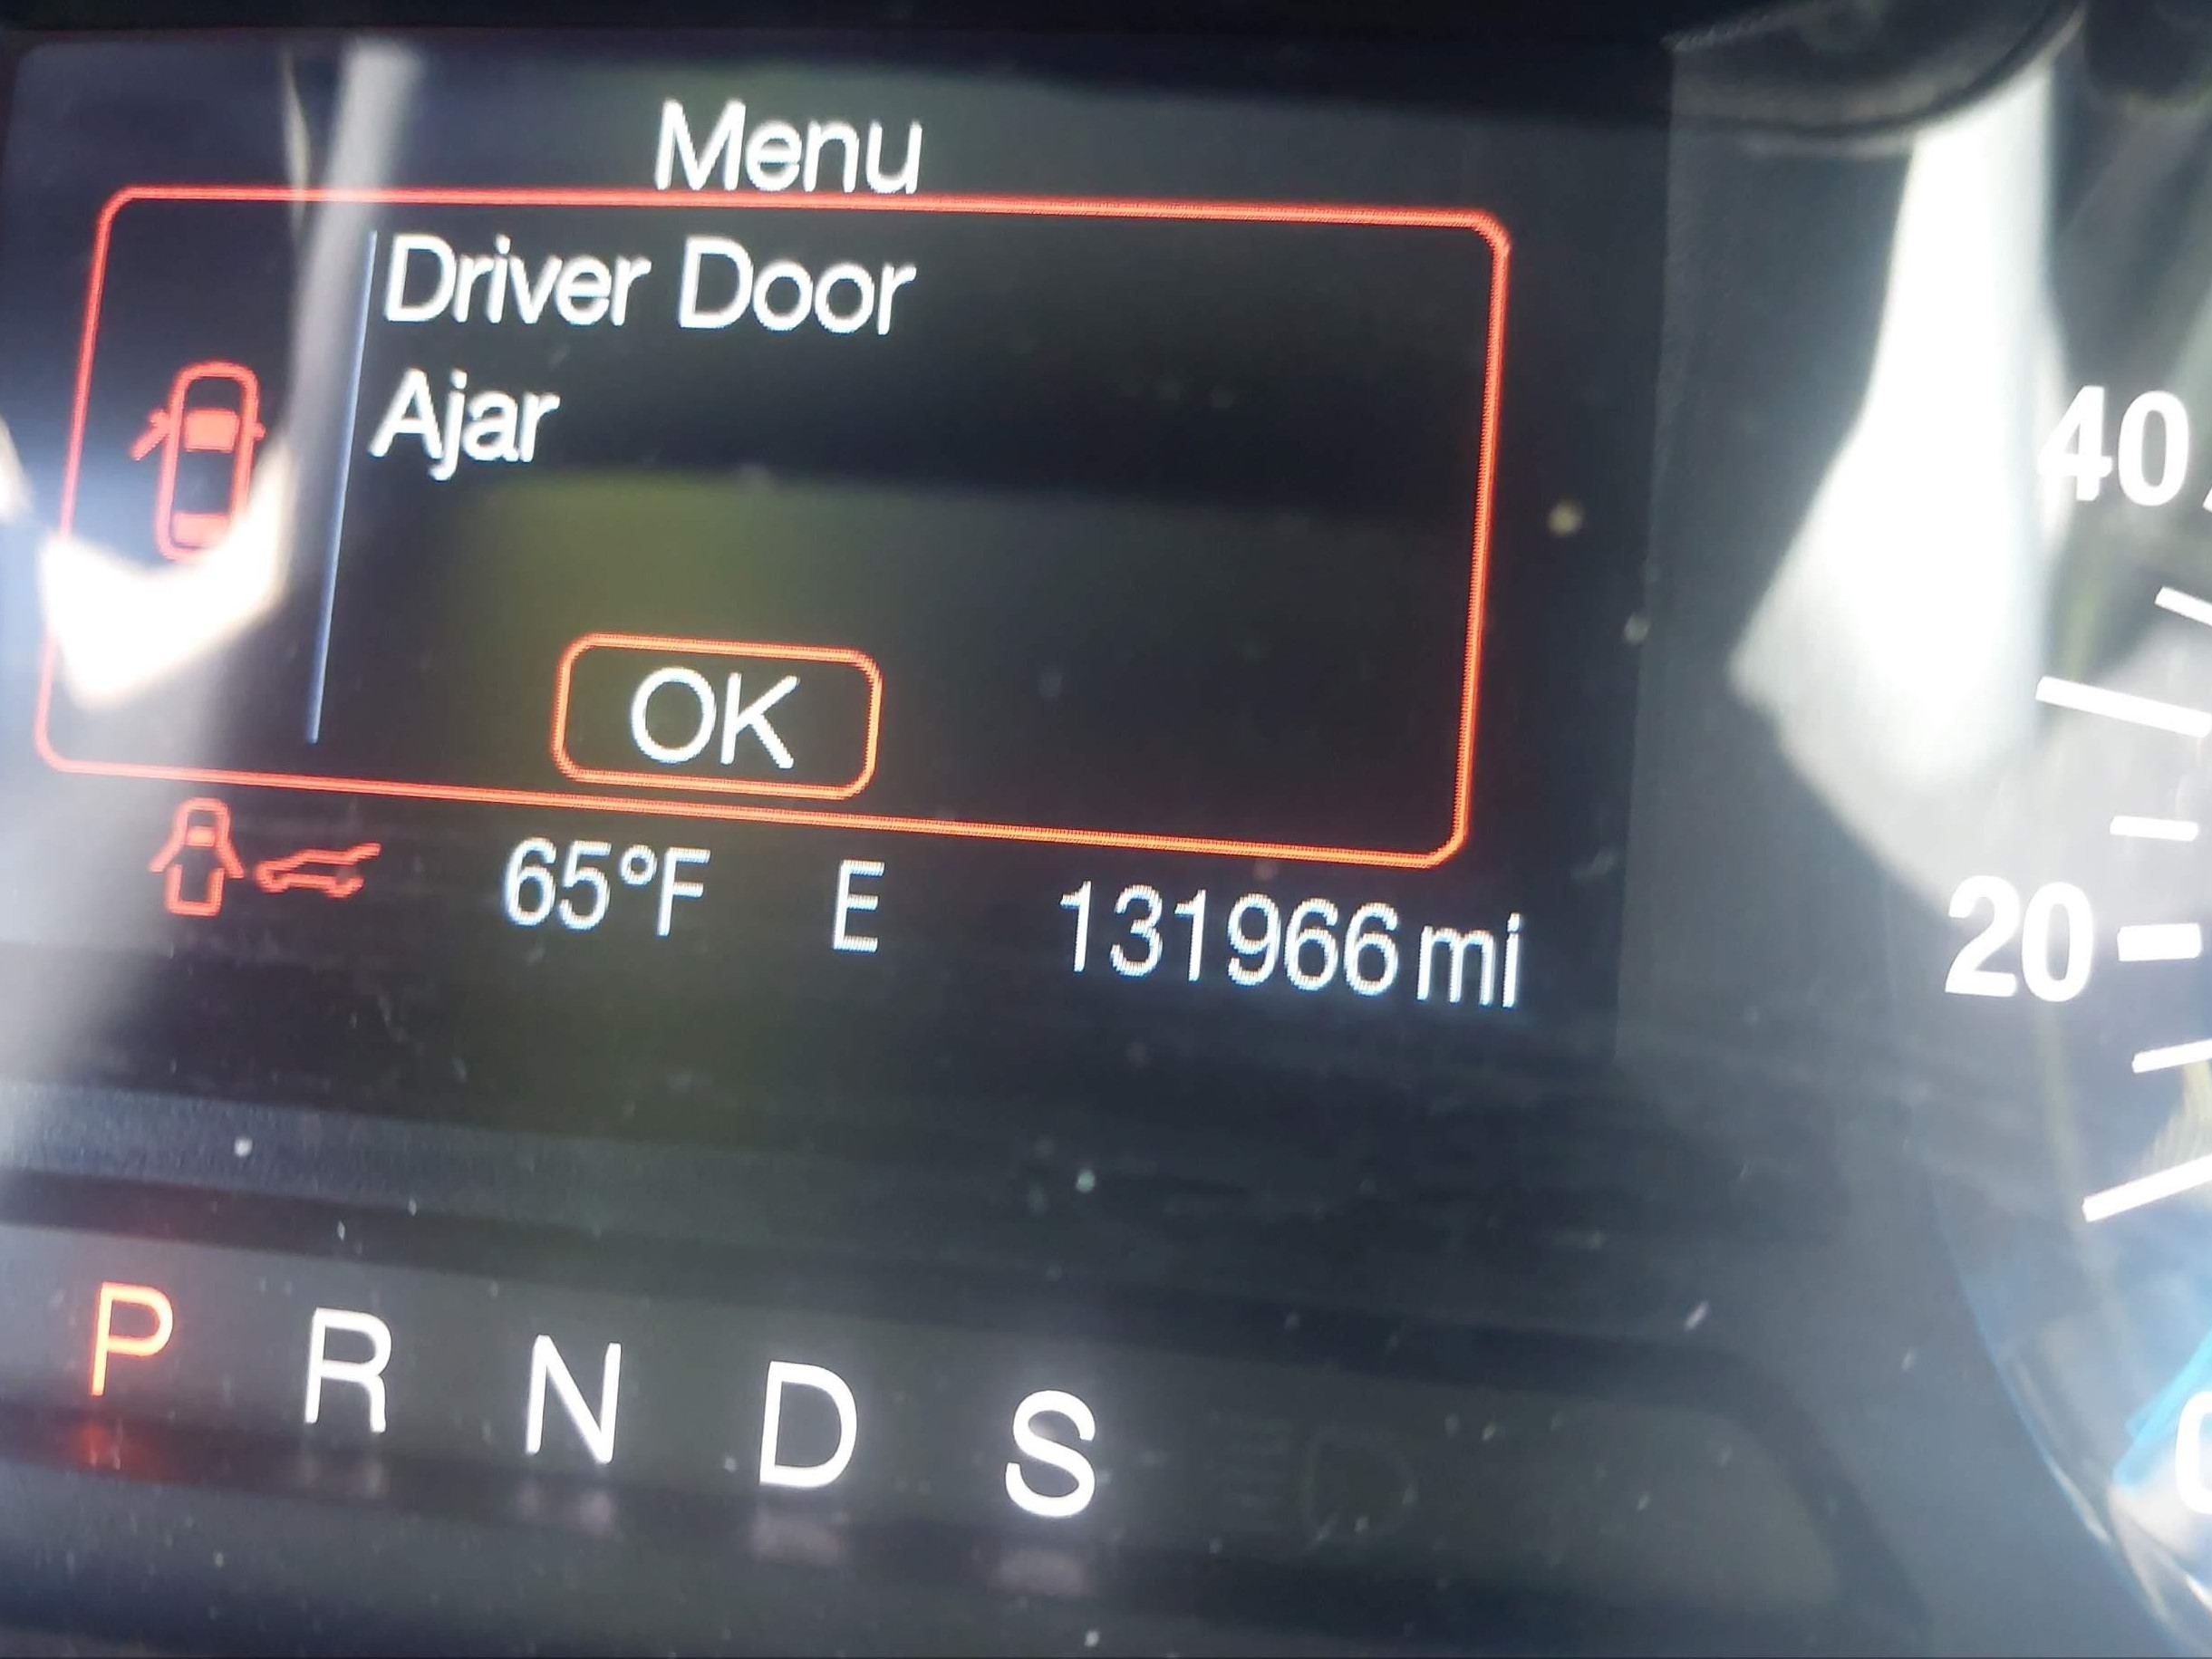 Menu
Driver Door
Ajar
OK
65°F E 131966 mi
40
20
P R N D S